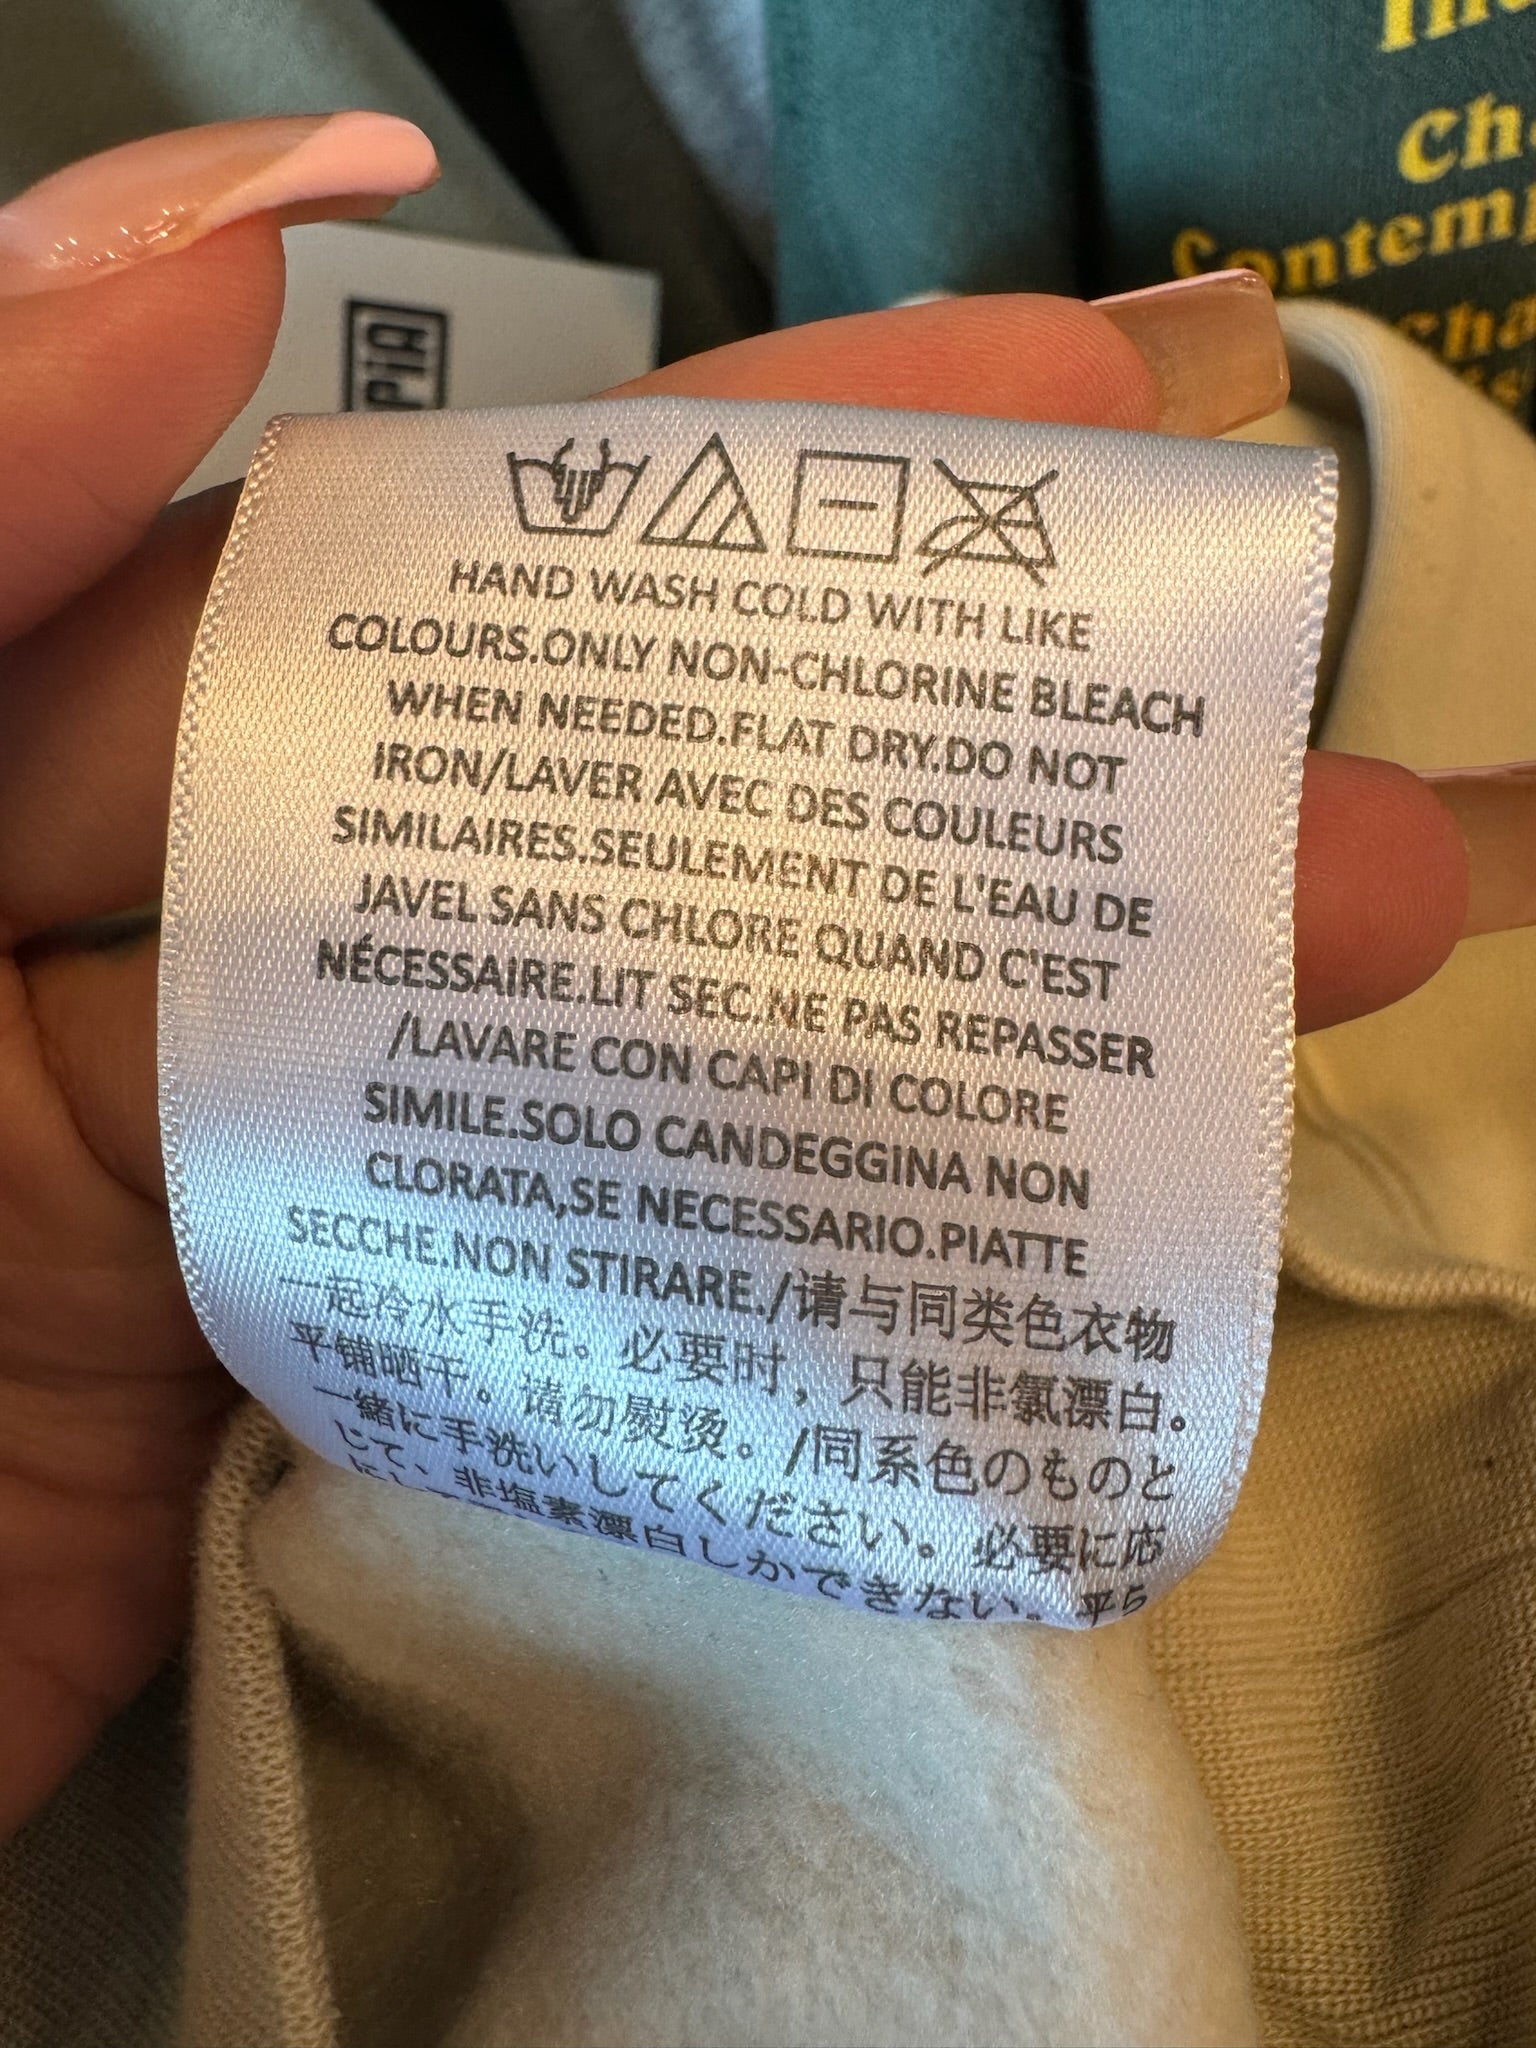 HAND WASH COLD WITH LIKE
COLOURS.ONLY NON-CHLORINE BLEACH
WHEN NEEDED.FLAT DRY.DO NOT
IRON/LAVER AVEC DES COULEURS
SIMILAIRES.SEULEMENT DE L'EAU DE
JAVEL SANS CHLORE QUAND C'EST
NÉCESSAIRE.LIT SEC.NE PAS REPASSER
/LAVARE CON CAPI DI COLORE
SIMILE.SOLO CANDEGGINA NON
CLORATA,SE NECESSARIO.PIATTE
SECCHE.NON STIRARE./请与同类色衣物
一起冷水手洗。必要时，只能非氯漂白。
平铺晒干。请勿熨烫。/同系色のものと
一緒に手洗いしてください。必要に応
じて、非塩素漂白しかできない。平ら